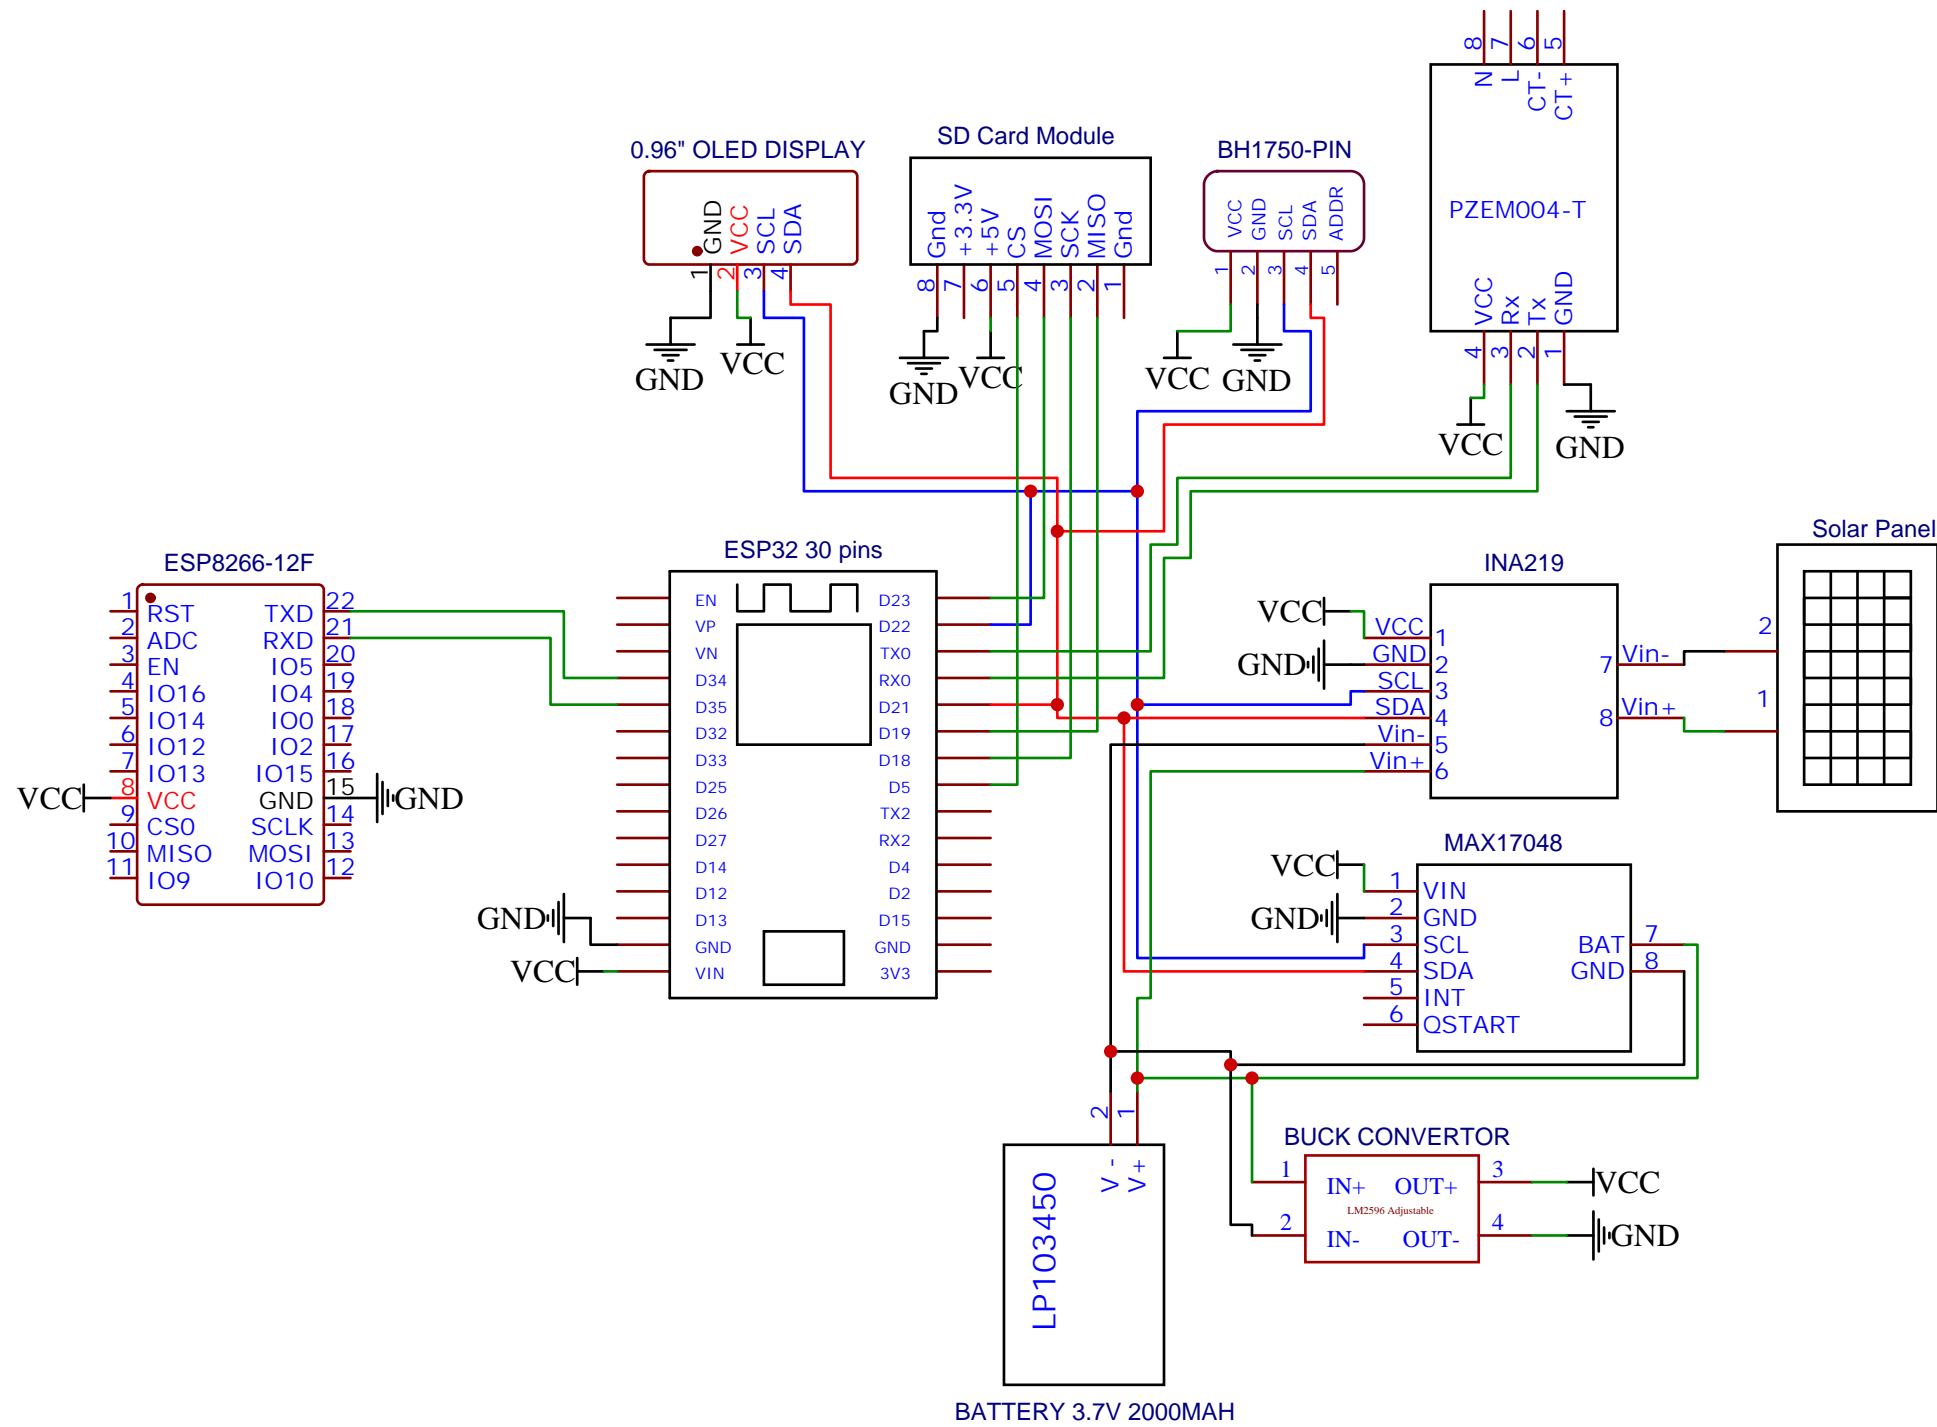 8 7 6 5
N L CT- CT+
PZEM004-T
VCC Rx Tx GND
4 3 2 1
VCC
GND
0.96" OLED DISPLAY
GND VCC SCL SDA
1 2 3 4
GND
VCC
SD Card Module
Gnd +3.3V +5V CS MOSI SCK MISO Gnd
8 7 6 5 4 3 2 1
GND
VCC
BH1750-PIN
VCC GND SCL SDA ADDR
1 2 3 4 5
VCC
GND
ESP8266-12F
1 RST TXD 22
2 ADC RXD 21
3 EN IO5 20
4 IO16 IO4 19
5 IO14 IO0 18
6 IO12 IO2 17
7 IO13 IO15 16
VCC 8 VCC GND 15 GND
9 CS0 SCLK 14
10 MISO MOSI 13
11 IO9 IO10 12
ESP32 30 pins
EN D23
VP D22
VN TX0
D34 RX0
D35 D21
D32 D19
D33 D18
D25 D5
D26 TX2
D27 RX2
D14 D4
D12 D2
D13 D15
GND GND GND
VCC VIN 3V3
INA219
VCC VCC 1
GND GND 2
SCL 3
SDA 4
Vin- 5
Vin+ 6
7 Vin-
8 Vin+
Solar Panel
2
1
MAX17048
VCC 1 VIN
GND 2 GND
3 SCL BAT 7
4 SDA GND 8
5 INT
6 QSTART
2 1
V - V+
LP103450
BATTERY 3.7V 2000MAH
BUCK CONVERTOR
1 IN+ OUT+ 3 VCC
LM2596 Adjustable
2 IN- OUT- 4 GND